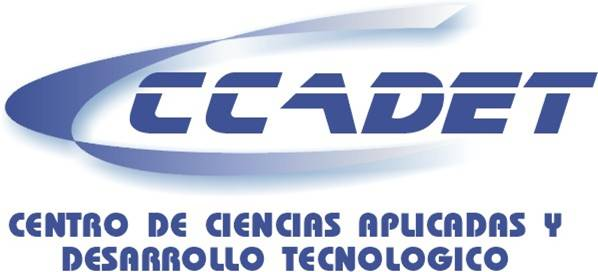 CCADET
CENTRO DE CIENCIAS APLICADAS Y
DESARROLLO TECNOLOGICO